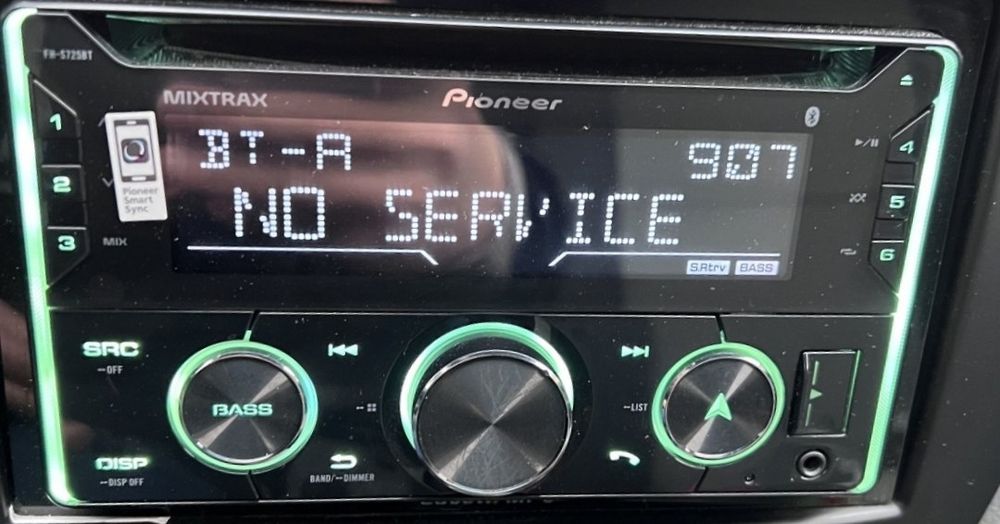 FH-S725BT
MIXTRAX
Pioneer
BT-A
907
NO SERVICE
S.Rtrv BASS
Pioneer
Smart
Sync
1
2
3
MIX
4
5
6
SRC
—OFF
BASS
DISP
—DISP OFF
BAND/—DIMMER
—LIST